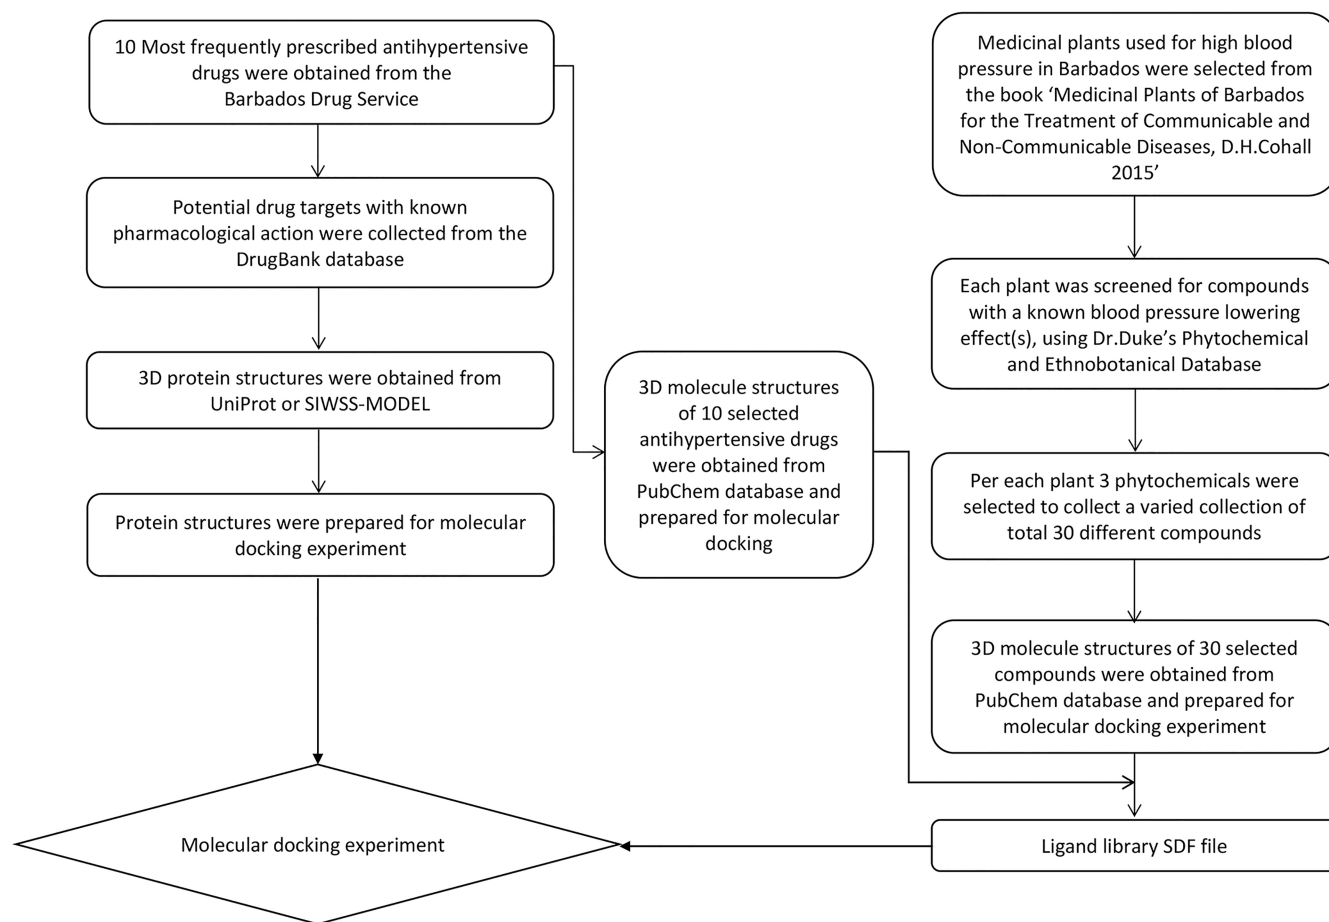 10 Most frequently prescribed antihypertensive
drugs were obtained from the
Barbados Drug Service
Potential drug targets with known
pharmacological action were collected from the
DrugBank database
3D protein structures were obtained from
UniProt or SIWSS-MODEL
Protein structures were prepared for molecular
docking experiment
3D molecule structures
of 10 selected
antihypertensive drugs
were obtained from
PubChem database and
prepared for molecular
docking
Medicinal plants used for high blood
pressure in Barbados were selected from
the book ‘Medicinal Plants of Barbados
for the Treatment of Communicable and
Non-Communicable Diseases, D.H.Cohall
2015’
Each plant was screened for compounds
with a known blood pressure lowering
effect(s), using Dr.Duke’s Phytochemical
and Ethnobotanical Database
Per each plant 3 phytochemicals were
selected to collect a varied collection of
total 30 different compounds
3D molecule structures of 30 selected
compounds were obtained from
PubChem database and prepared for
molecular docking experiment
Ligand library SDF file
Molecular docking experiment